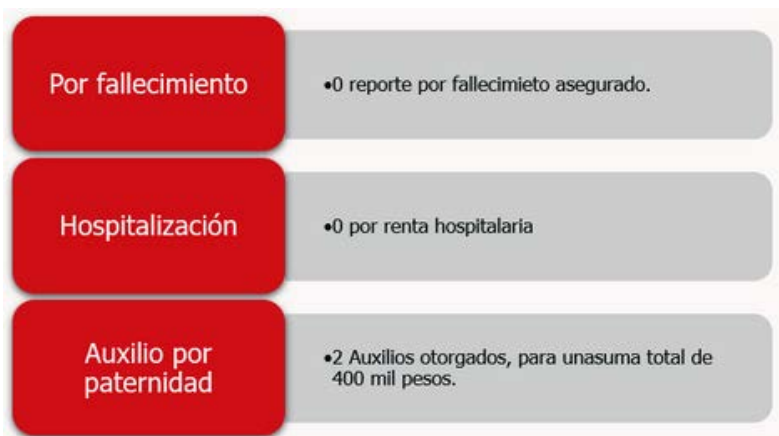 Por fallecimiento
•0 reporte por fallecimieto asegurado.
Hospitalización
•0 por renta hospitalaria
Auxilio por
paternidad
•2 Auxilios otorgados, para unasuma total de
400 mil pesos.